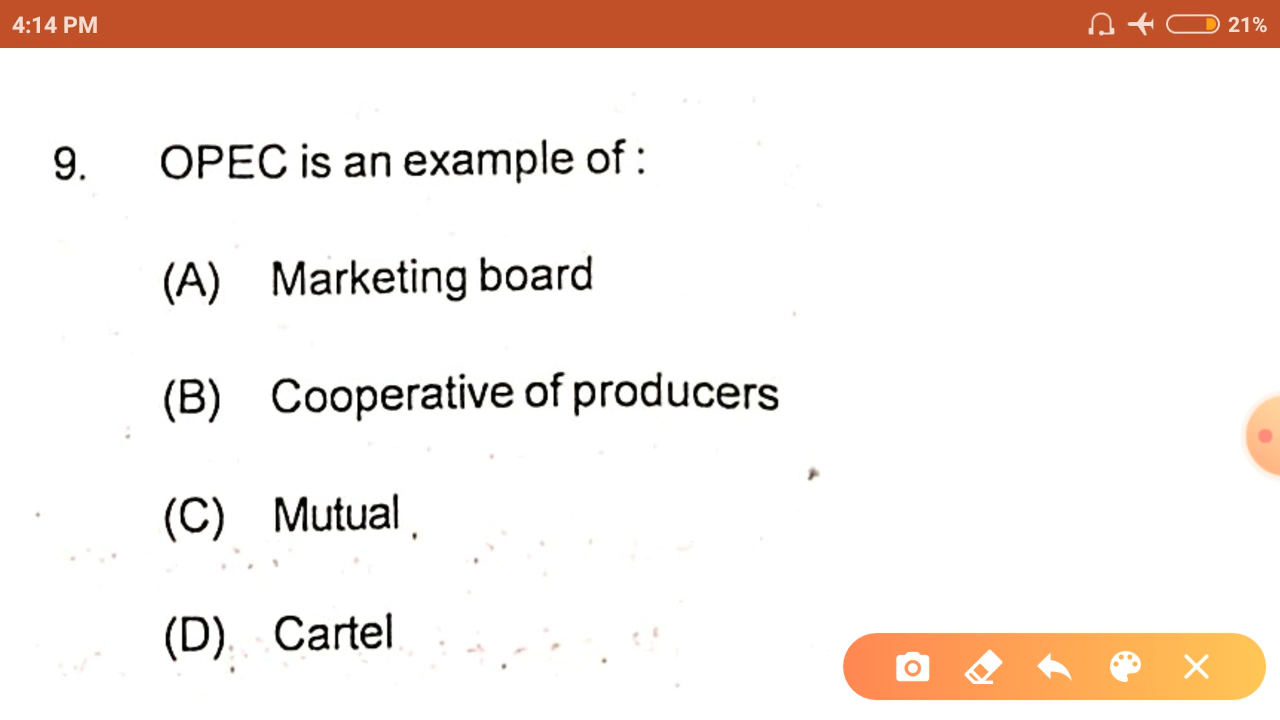 4:14 PM
21%
9. OPEC is an example of :
(A) Marketing board
(B) Cooperative of producers
(C) Mutual
(D) Cartel